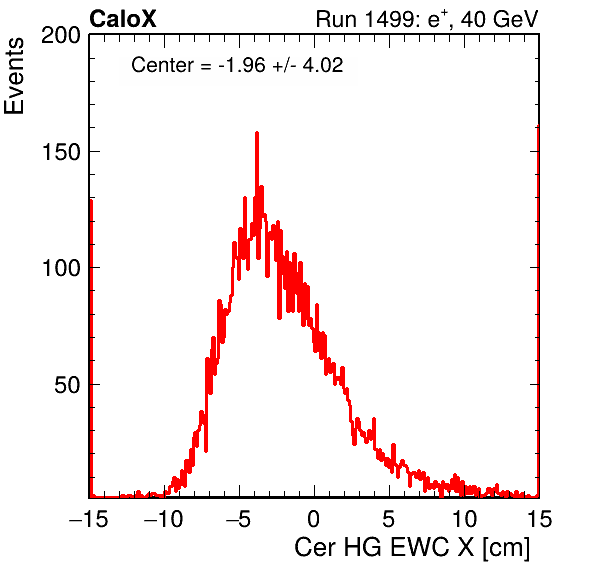 CaloX
Run 1499: e+, 40 GeV
Events
Center = -1.96 +/- 4.02
200
150
100
50
−15 −10 −5 0 5 10 15
Cer HG EWC X [cm]